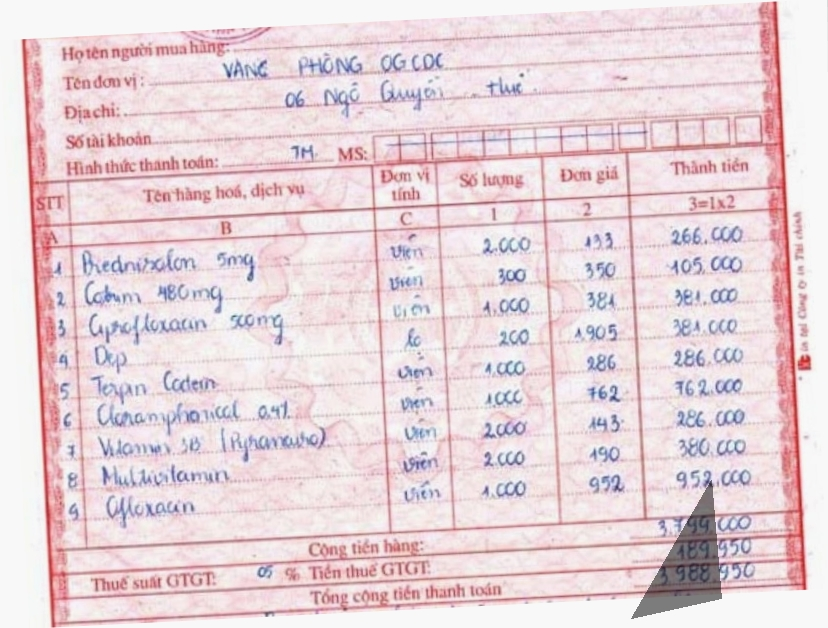 Họ tên người mua hàng:
Tên đơn vị: VĂNG PHÒNG OGCDC
Địa chỉ: 06 Ngô Quyền Huế
Số tài khoản
Hình thức thanh toán: TM. MS:
STT Tên hàng hoá, dịch vụ Đơn vị tính Số lượng Đơn giá Thành tiền
A B C 1 2 3=1x2
1 Prednisolon 5mg Viên 2.000 133 266.000
2 480mg Viên 300 350 105.000
3 Ciprofloxacin 500mg Viên 1.000 381 381.000
4 Dep lọ 200 1.905 381.000
5 Terpin Codein Viên 1.000 286 286.000
6 0,4% 1.000 762 762.000
7 Vitamin 3B Viên 2.000 143 286.000
8 Multivitamin Viên 2.000 190 380.000
9 Ofloxacin Viên 1.000 952 952.000
Cộng tiền hàng: 3.799.000
Thuế suất GTGT: 05 % Tiền thuế GTGT: 189.950
Tổng cộng tiền thanh toán 3.988.950
in tại Công ty in Tài chính